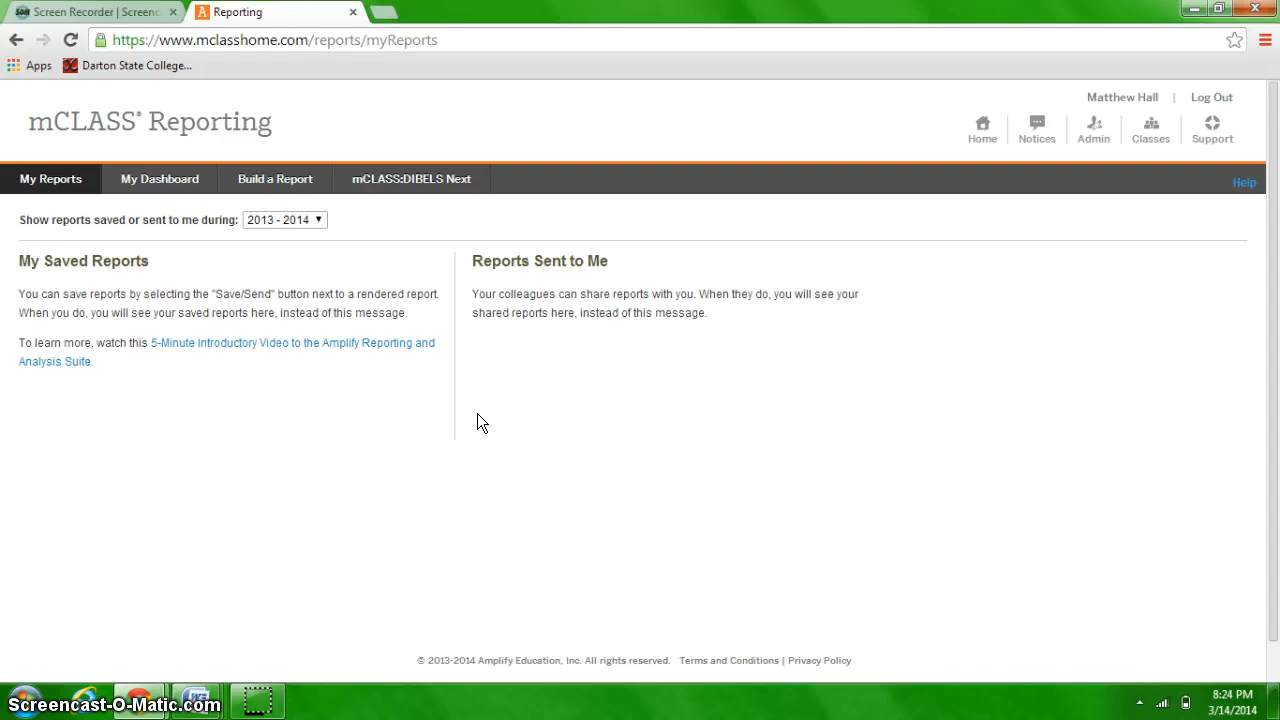 Screen Recorder | Screenc
Reporting
https://www.mclasshome.com/reports/myReports
Apps
Darton State College...
Matthew Hall | Log Out
mCLASS® Reporting
Home
Notices
Admin
Classes
Support
My Reports
My Dashboard
Build a Report
mCLASS:DIBELS Next
Help
Show reports saved or sent to me during: 2013 - 2014
My Saved Reports
You can save reports by selecting the "Save/Send" button next to a rendered report.
When you do, you will see your saved reports here, instead of this message.
To learn more, watch this 5-Minute Introductory Video to the Amplify Reporting and
Analysis Suite.
Reports Sent to Me
Your colleagues can share reports with you. When they do, you will see your
shared reports here, instead of this message.
© 2013-2014 Amplify Education, Inc. All rights reserved. Terms and Conditions | Privacy Policy
Screencast-O-Matic.com
8:24 PM
3/14/2014